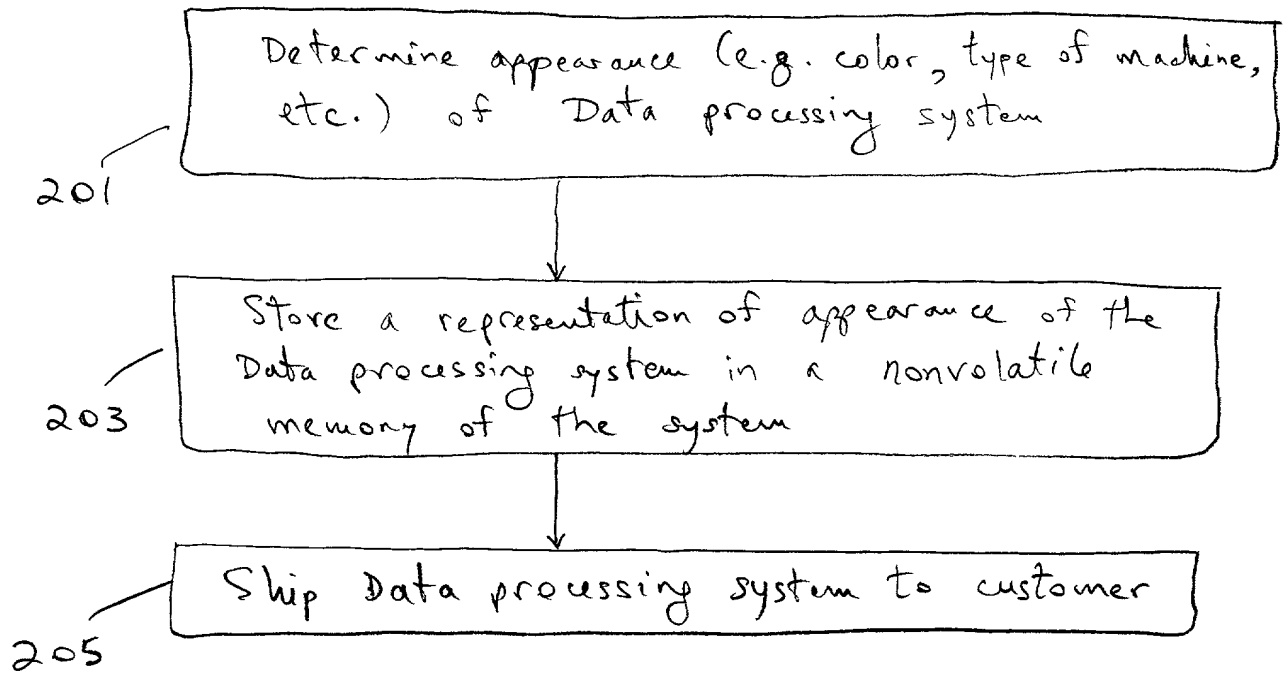 Determine appearance (e.g. color, type of machine,
etc.) of Data processing system
201
Store a representation of appearance of the
Data processing system in a nonvolatile
memory of the system
203
Ship Data processing system to customer
205